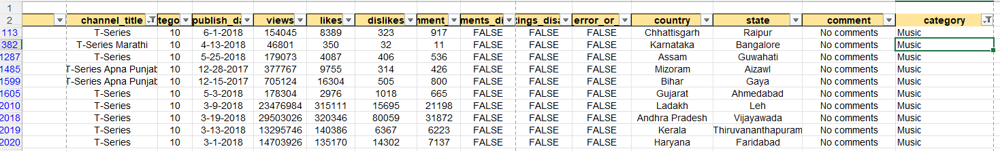 1
2 channel_title tego publish_da views likes dislikes nment_ ments_di tings_disa _error_or_ country state comment category
113 T-Series 10 6-1-2018 154045 8389 323 917 FALSE FALSE FALSE Chhattisgarh Raipur No comments Music
382 T-Series Marathi 10 4-13-2018 46801 350 32 11 FALSE FALSE FALSE Karnataka Bangalore No comments Music
1287 T-Series 10 5-25-2018 179073 4087 406 536 FALSE FALSE FALSE Assam Guwahati No comments Music
1485 T-Series Apna Punjab 10 12-28-2017 377767 9755 314 426 FALSE FALSE FALSE Mizoram Aizawl No comments Music
1599 T-Series Apna Punjab 10 12-15-2017 705124 16304 505 800 FALSE FALSE FALSE Bihar Gaya No comments Music
1605 T-Series 10 5-3-2018 178304 2976 1018 665 FALSE FALSE FALSE Gujarat Ahmedabad No comments Music
2010 T-Series 10 3-9-2018 23476984 315111 15695 21198 FALSE FALSE FALSE Ladakh Leh No comments Music
2018 T-Series 10 3-19-2018 29503026 320346 80059 31872 FALSE FALSE FALSE Andhra Pradesh Vijayawada No comments Music
2019 T-Series 10 3-13-2018 13295746 140386 6367 6223 FALSE FALSE FALSE Kerala Thiruvananthapuram No comments Music
2020 T-Series 10 3-1-2018 14703926 135170 14302 7137 FALSE FALSE FALSE Haryana Faridabad No comments Music